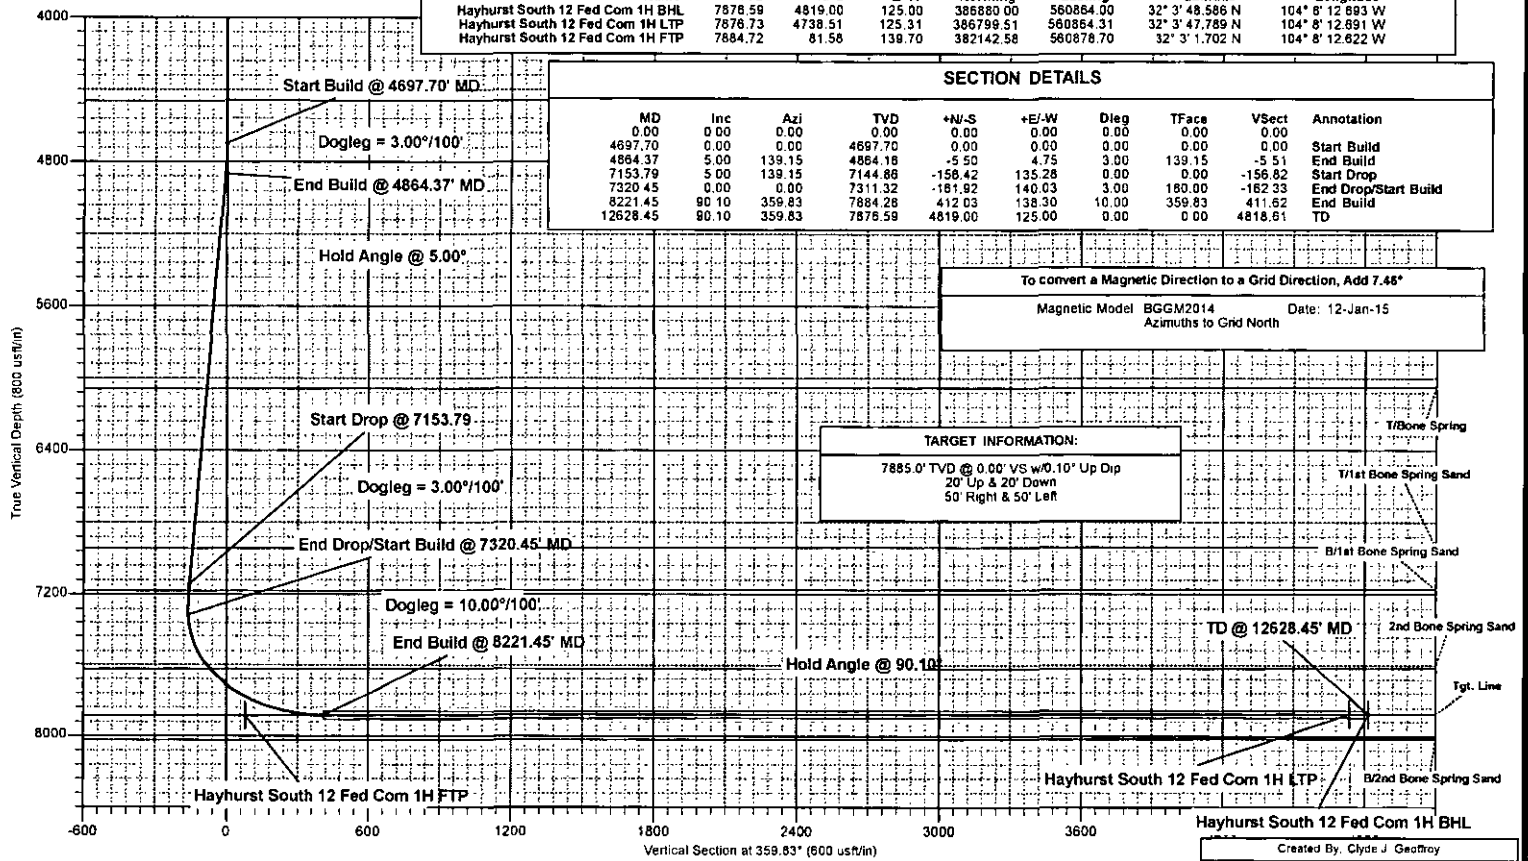 Hayhurst South 12 Fed Com 1H BHL 7876.59 4819.00 125.00 386880.00 560864.00 32° 3' 48.586 N 104° 8' 12.693 W
Hayhurst South 12 Fed Com 1H LTP 7876.73 4738.51 125.31 386799.51 560864.31 32° 3' 47.789 N 104° 8' 12.691 W
Hayhurst South 12 Fed Com 1H FTP 7884.72 81.58 139.70 382142.58 560878.70 32° 3' 1.702 N 104° 8' 12.622 W
SECTION DETAILS
MD Inc Azi TVD +N/-S +E/-W Dleg TFace VSect Annotation
0.00 0.00 0.00 0.00 0.00 0.00 0.00 0.00 0.00
4697.70 0.00 0.00 4697.70 0.00 0.00 0.00 0.00 0.00 Start Build
4864.37 5.00 139.15 4864.16 -5.50 4.75 3.00 139.15 -5.51 End Build
7153.79 5.00 139.15 7144.86 -156.42 135.28 0.00 0.00 -156.82 Start Drop
7320.45 0.00 0.00 7311.32 -161.92 140.03 3.00 180.00 -162.33 End Drop/Start Build
8221.45 90.10 359.83 7884.26 412.03 138.30 10.00 359.83 411.62 End Build
12628.45 90.10 359.83 7876.59 4819.00 125.00 0.00 0.00 4818.61 TD
To convert a Magnetic Direction to a Grid Direction, Add 7.46°
Magnetic Model BGGM2014 Date: 12-Jan-15
Azimuths to Grid North
TARGET INFORMATION:
7885.0' TVD @ 0.00' VS w/0.10° Up Dip
20' Up & 20' Down
50' Right & 50' Left
Start Build @ 4697.70' MD
Dogleg = 3.00°/100'
End Build @ 4864.37' MD
Hold Angle @ 5.00°
Start Drop @ 7153.79
Dogleg = 3.00°/100'
End Drop/Start Build @ 7320.45' MD
Dogleg = 10.00°/100'
End Build @ 8221.45' MD
Hold Angle @ 90.10°
TD @ 12628.45' MD
T/Bone Spring
T/1st Bone Spring Sand
B/1st Bone Spring Sand
2nd Bone Spring Sand
Tgt. Line
B/2nd Bone Spring Sand
Hayhurst South 12 Fed Com 1H FTP
Hayhurst South 12 Fed Com 1H LTP
Hayhurst South 12 Fed Com 1H BHL
True Vertical Depth (800 usft/in)
4000
4800
5600
6400
7200
8000
-600 0 600 1200 1800 2400 3000 3600
Vertical Section at 359.83° (600 usft/in)
Created By: Clyde J Geoffroy